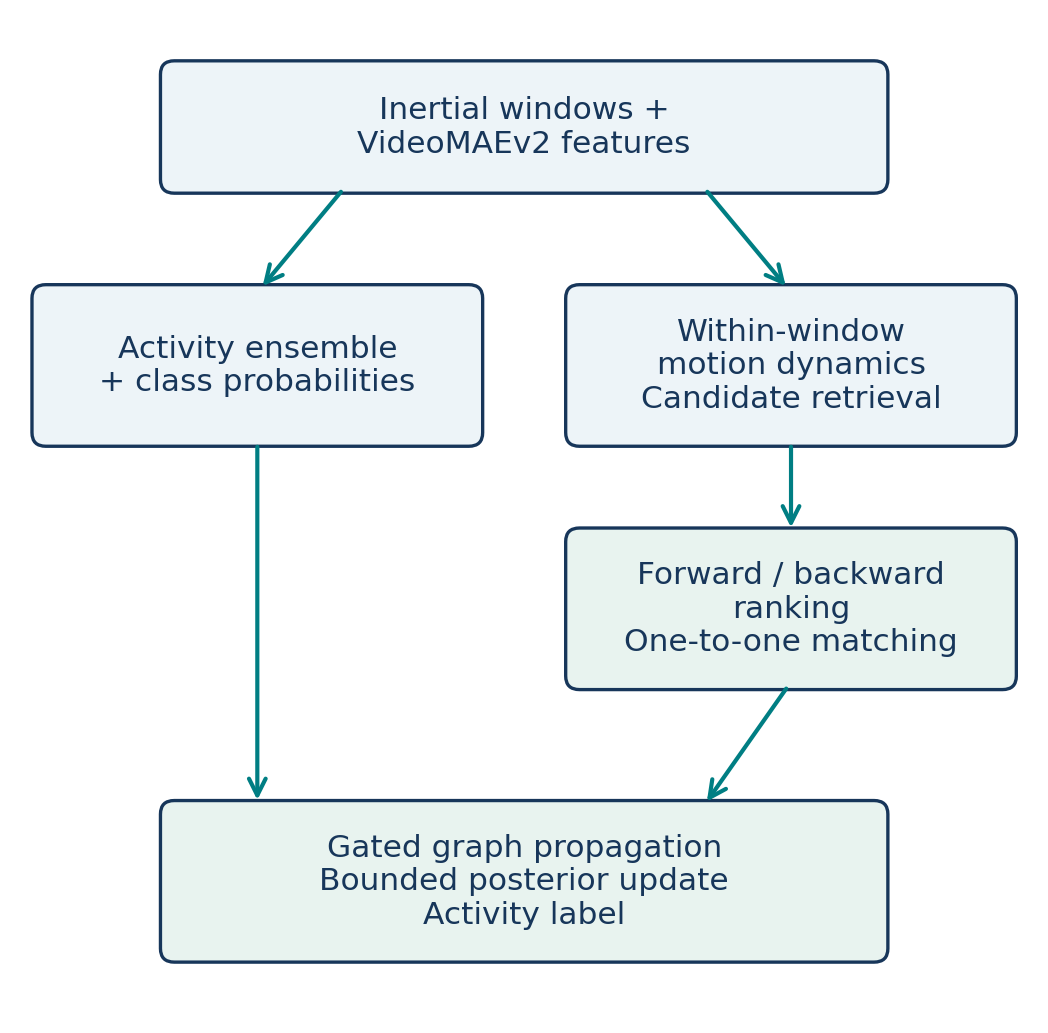 Inertial windows +
VideoMAEv2 features
Activity ensemble
+ class probabilities
Within-window
motion dynamics
Candidate retrieval
Forward / backward
ranking
One-to-one matching
Gated graph propagation
Bounded posterior update
Activity label